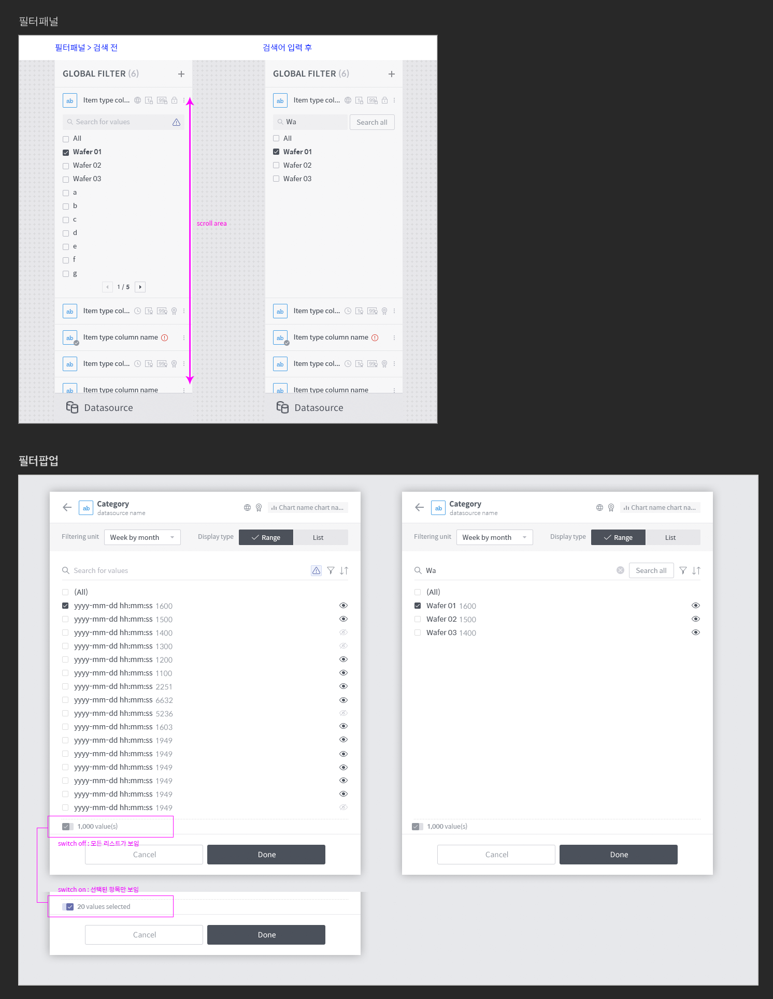 필터패널
필터패널 > 검색 전
검색어 입력 후
GLOBAL FILTER (6)
ab Item type col...
Search for values
All
Wafer 01
Wafer 02
Wafer 03
a
b
c
d
e
f
g
1 / 5
scroll area
ab Item type col...
ab Item type column name
ab Item type col...
ab Item type column name
Datasource
GLOBAL FILTER (6)
ab Item type col...
Wa
Search all
All
Wafer 01
Wafer 02
Wafer 03
ab Item type col...
ab Item type column name
ab Item type col...
ab Item type column name
Datasource
필터팝업
ab Category
datasource name
Chart name chart na...
Filtering unit Week by month Display type Range List
Search for values
(All)
yyyy-mm-dd hh:mm:ss 1600
yyyy-mm-dd hh:mm:ss 1500
yyyy-mm-dd hh:mm:ss 1400
yyyy-mm-dd hh:mm:ss 1300
yyyy-mm-dd hh:mm:ss 1200
yyyy-mm-dd hh:mm:ss 1100
yyyy-mm-dd hh:mm:ss 2251
yyyy-mm-dd hh:mm:ss 6632
yyyy-mm-dd hh:mm:ss 5236
yyyy-mm-dd hh:mm:ss 1603
yyyy-mm-dd hh:mm:ss 1949
yyyy-mm-dd hh:mm:ss 1949
yyyy-mm-dd hh:mm:ss 1949
yyyy-mm-dd hh:mm:ss 1949
yyyy-mm-dd hh:mm:ss 1949
yyyy-mm-dd hh:mm:ss 1949
1,000 value(s)
switch off : 모든 리스트가 보임
Cancel Done
switch on : 선택된 항목만 보임
20 values selected
Cancel Done
ab Category
datasource name
Chart name chart na...
Filtering unit Week by month Display type Range List
Wa Search all
(All)
Wafer 01 1600
Wafer 02 1500
Wafer 03 1400
1,000 value(s)
Cancel Done